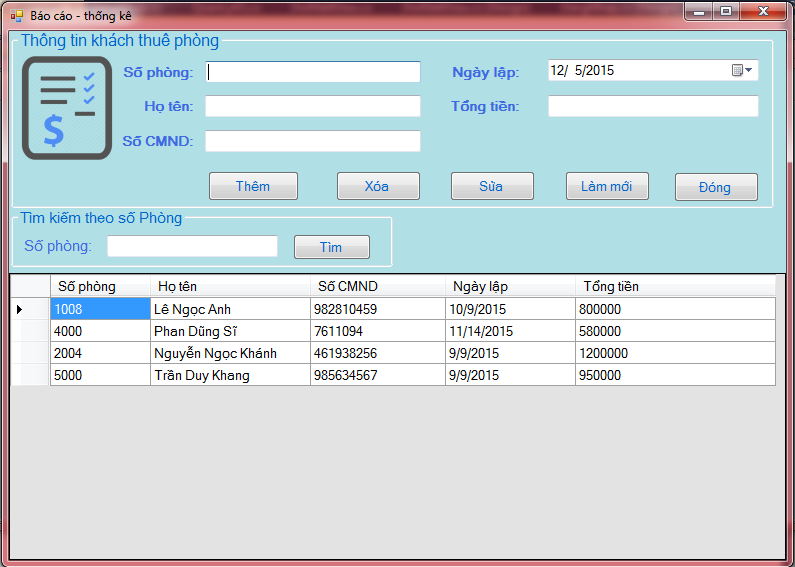 Báo cáo - thống kê
Thông tin khách thuê phòng
Số phòng:
Ngày lập: 12/ 5/2015
Họ tên:
Tổng tiền:
Số CMND:
$
Thêm Xóa Sửa Làm mới Đóng
Tìm kiếm theo số Phòng
Số phòng: Tìm
Số phòng Họ tên Số CMND Ngày lập Tổng tiền
1008 Lê Ngọc Anh 982810459 10/9/2015 800000
4000 Phan Dũng Sĩ 7611094 11/14/2015 580000
2004 Nguyễn Ngọc Khánh 461938256 9/9/2015 1200000
5000 Trần Duy Khang 985634567 9/9/2015 950000